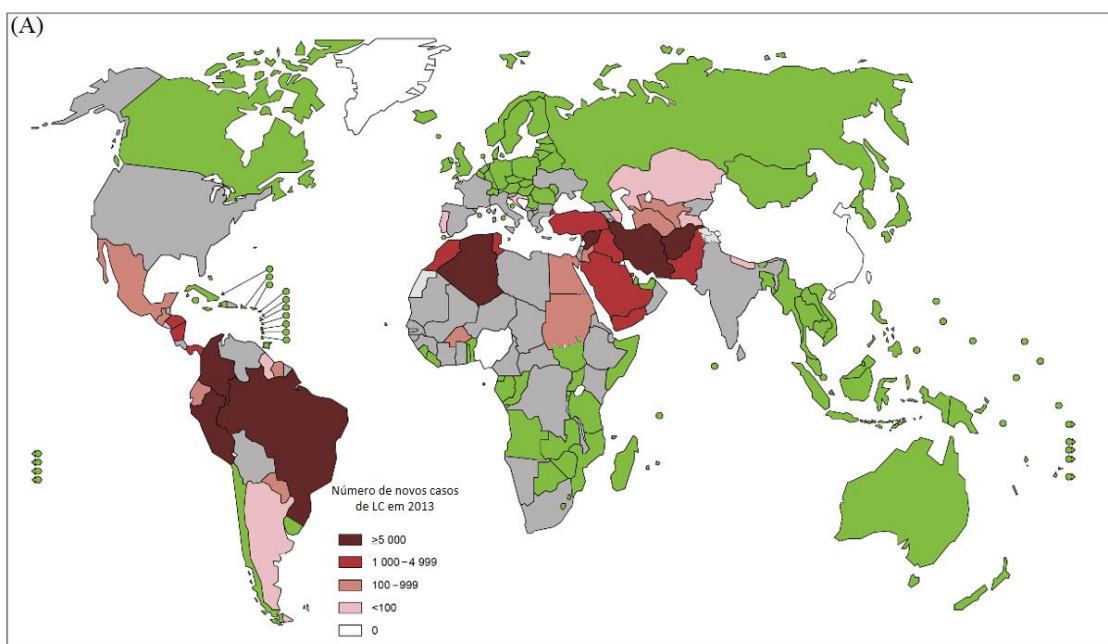 (A)
Número de novos casos
de LC em 2013
≥5 000
1 000–4 999
100–999
<100
0